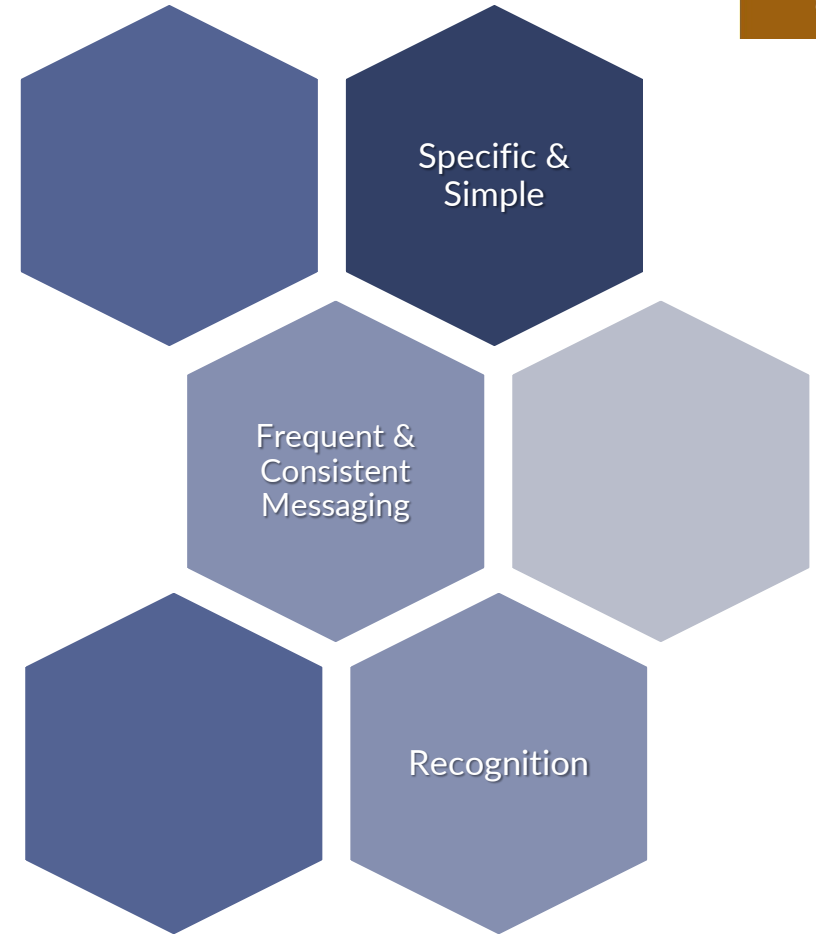 Specific &
Simple
Frequent &
Consistent
Messaging
Recognition